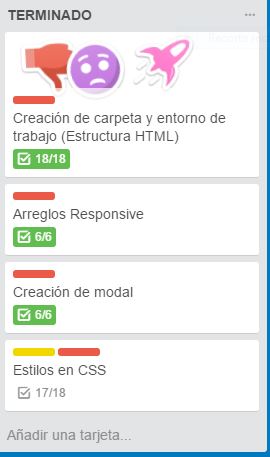 TERMINADO
Creación de carpeta y entorno de
trabajo (Estructura HTML)
18/18
Arreglos Responsive
6/6
Creación de modal
6/6
Estilos en CSS
17/18
Añadir una tarjeta...